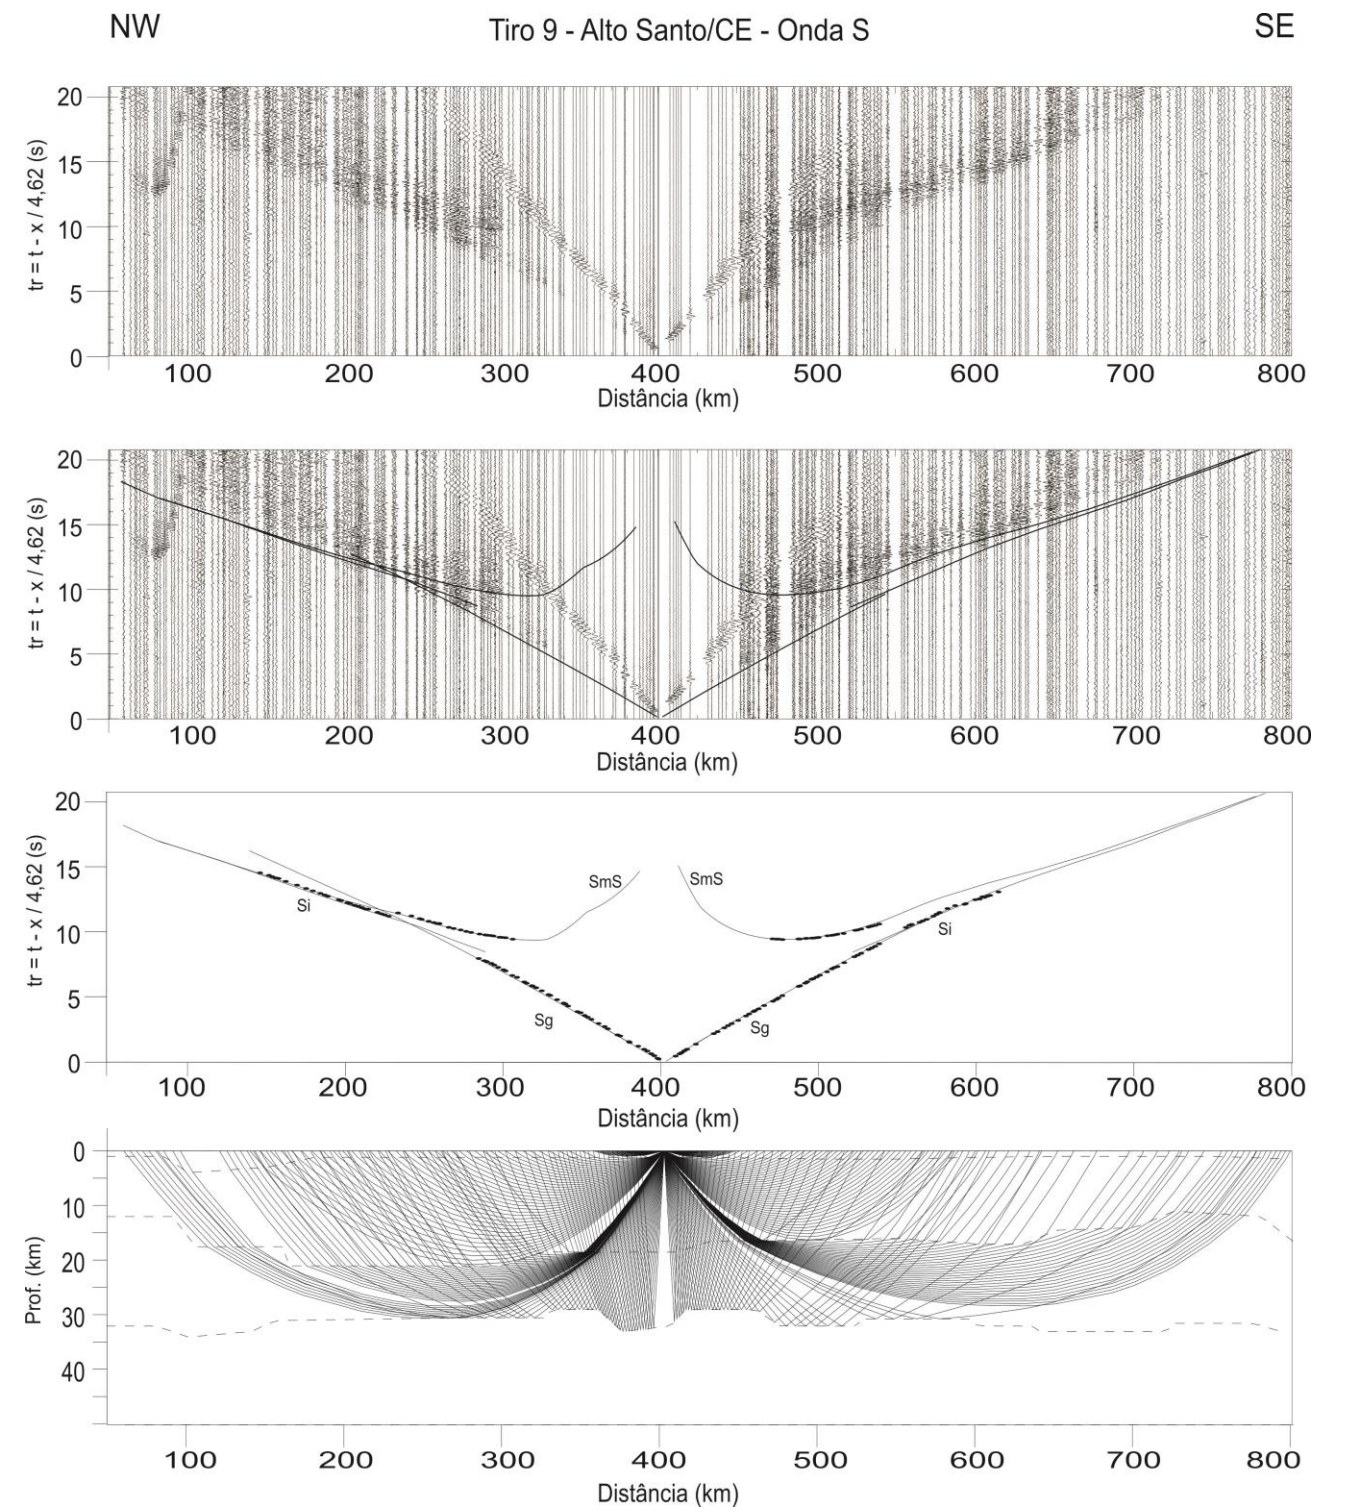 NW Tiro 9 - Alto Santo/CE - Onda S SE
tr = t - x / 4,62 (s)
20
15
10
5
0
100 200 300 400 500 600 700 800
Distância (km)
tr = t - x / 4,62 (s)
20
15
10
5
0
100 200 300 400 500 600 700 800
Distância (km)
tr = t - x / 4,62 (s)
20
15
10
5
0
SmS SmS
Si Si
Sg Sg
100 200 300 400 500 600 700 800
Distância (km)
Prof. (km)
0
10
20
30
40
100 200 300 400 500 600 700 800
Distância (km)